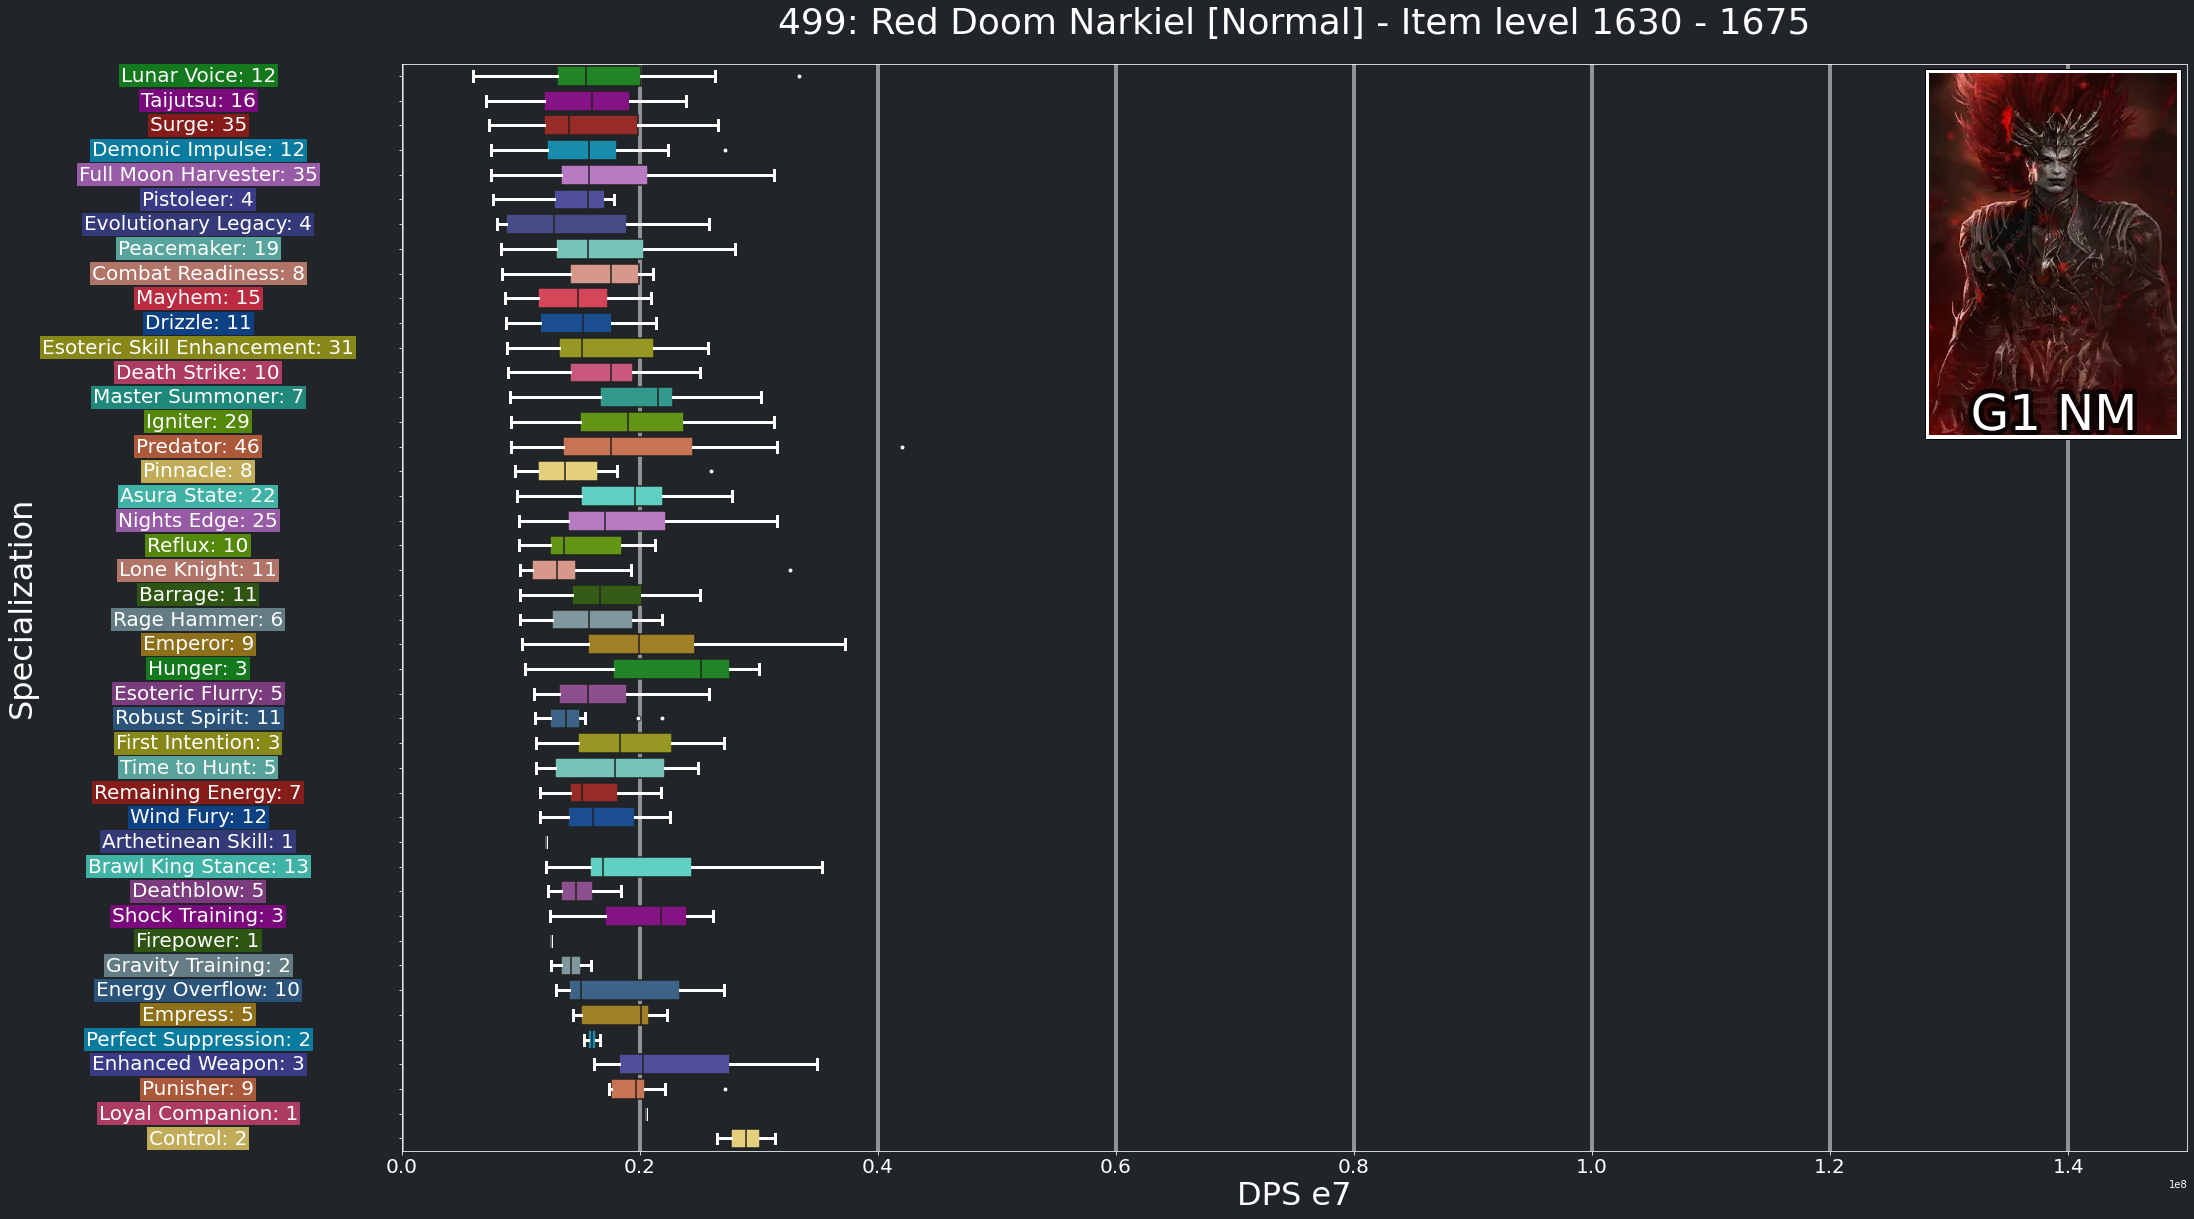 499: Red Doom Narkiel [Normal] - Item level 1630 - 1675
Lunar Voice: 12
Taijutsu: 16
Surge: 35
Demonic Impulse: 12
Full Moon Harvester: 35
Pistoleer: 4
Evolutionary Legacy: 4
Peacemaker: 19
Combat Readiness: 8
Mayhem: 15
Drizzle: 11
Esoteric Skill Enhancement: 31
Death Strike: 10
Master Summoner: 7
Igniter: 29
Predator: 46
Pinnacle: 8
Asura State: 22
Nights Edge: 25
Reflux: 10
Lone Knight: 11
Barrage: 11
Rage Hammer: 6
Emperor: 9
Hunger: 3
Esoteric Flurry: 5
Robust Spirit: 11
First Intention: 3
Time to Hunt: 5
Remaining Energy: 7
Wind Fury: 12
Arthetinean Skill: 1
Brawl King Stance: 13
Deathblow: 5
Shock Training: 3
Firepower: 1
Gravity Training: 2
Energy Overflow: 10
Empress: 5
Perfect Suppression: 2
Enhanced Weapon: 3
Punisher: 9
Loyal Companion: 1
Control: 2
Specialization
G1 NM
0.0 0.2 0.4 0.6 0.8 1.0 1.2 1.4
DPS e7
1e8